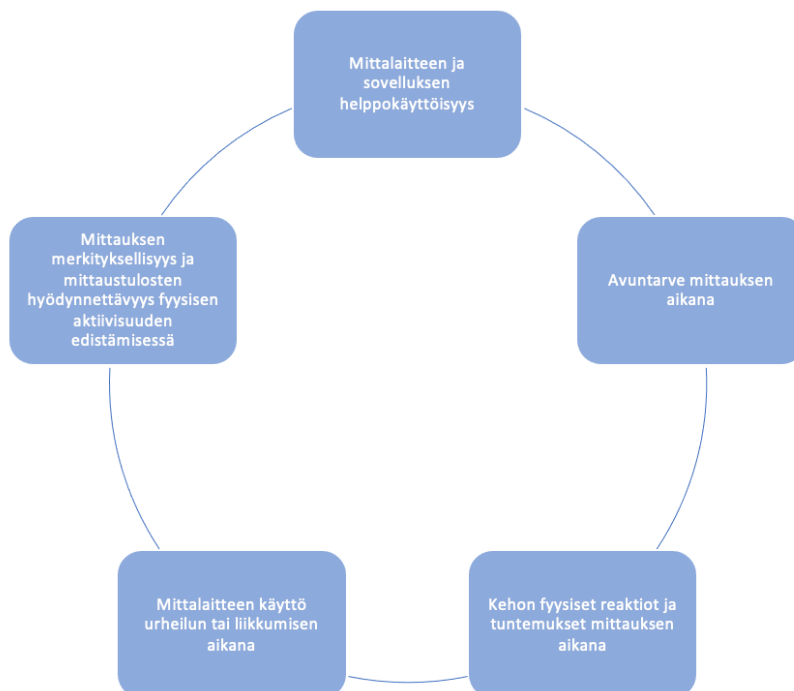 Mittalaitteen ja
sovelluksen
helppokäyttöisyys
Avuntarve mittauksen
aikana
Kehon fyysiset reaktiot ja
tuntemukset mittauksen
aikana
Mittalaitteen käyttö
urheilun tai liikkumisen
aikana
Mittauksen
merkityksellisyys ja
mittaustulosten
hyödynnettävyys fyysisen
aktiivisuuden
edistämisessä